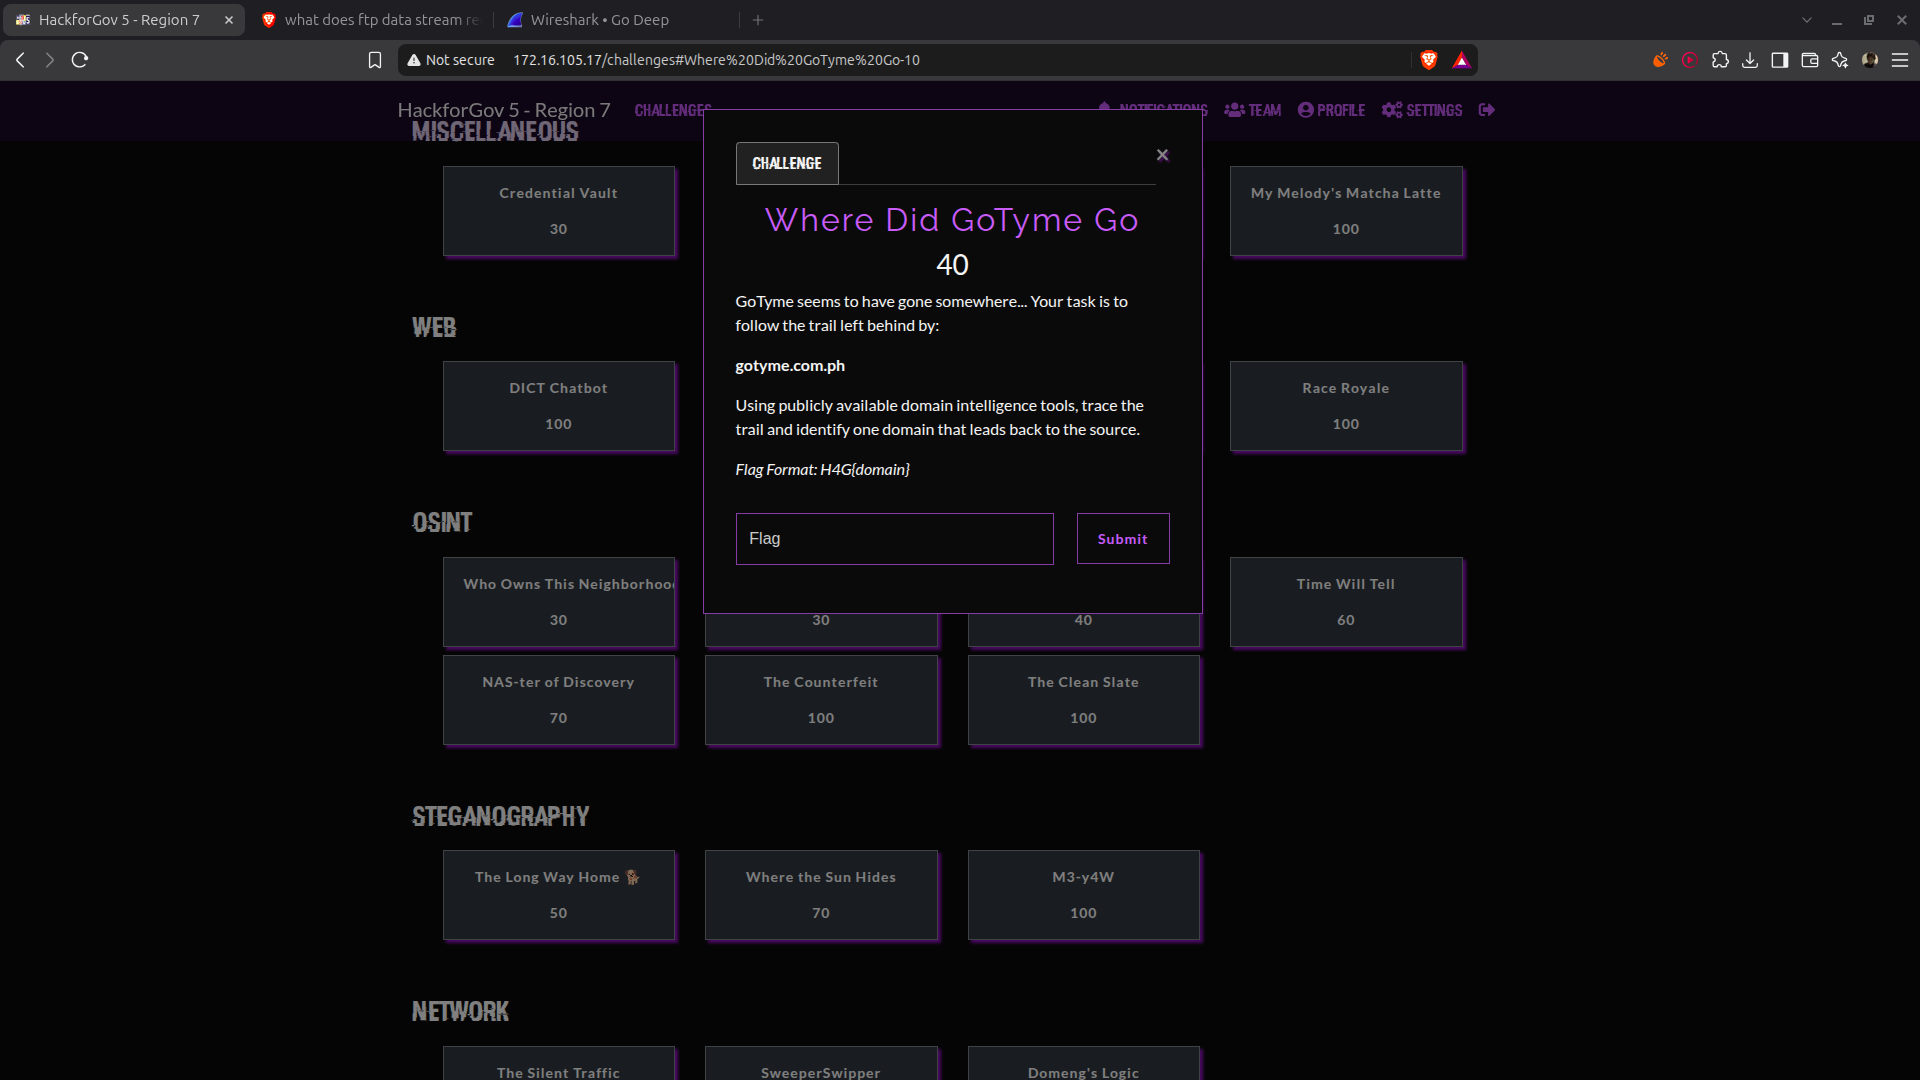 HackforGov 5 - Region 7
what does ftp data stream re
Wireshark • Go Deep
Not secure
172.16.105.17/challenges#Where%20Did%20GoTyme%20Go-10
HackforGov 5 - Region 7
CHALLENGES
NOTIFICATIONS
TEAM
PROFILE
SETTINGS
MISCELLANEOUS
Credential Vault
30
My Melody's Matcha Latte
100
CHALLENGE
×
Where Did GoTyme Go
40
GoTyme seems to have gone somewhere... Your task is to
follow the trail left behind by:
gotyme.com.ph
Using publicly available domain intelligence tools, trace the
trail and identify one domain that leads back to the source.
Flag Format: H4G{domain}
Flag
Submit
WEB
DICT Chatbot
100
Race Royale
100
OSINT
Who Owns This Neighborhoo
30
30
40
Time Will Tell
60
NAS-ter of Discovery
70
The Counterfeit
100
The Clean Slate
100
STEGANOGRAPHY
The Long Way Home 🐕
50
Where the Sun Hides
70
M3-y4W
100
NETWORK
The Silent Traffic
SweeperSwipper
Domeng's Logic